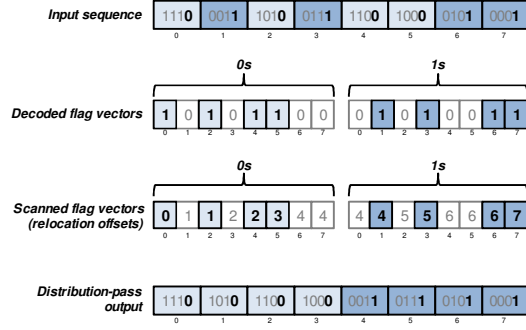 Input sequence 1110 0011 1010 0111 1100 1000 0101 0001
0 1 2 3 4 5 6 7
0s 1s
Decoded flag vectors 1 0 1 0 1 1 0 0 0 1 0 1 0 0 1 1
0 1 2 3 4 5 6 7 0 1 2 3 4 5 6 7
0s 1s
Scanned flag vectors
(relocation offsets) 0 1 1 2 2 3 4 4 4 4 5 5 6 6 6 7
0 1 2 3 4 5 6 7 0 1 2 3 4 5 6 7
Distribution-pass
output 1110 1010 1100 1000 0011 0111 0101 0001
0 1 2 3 4 5 6 7